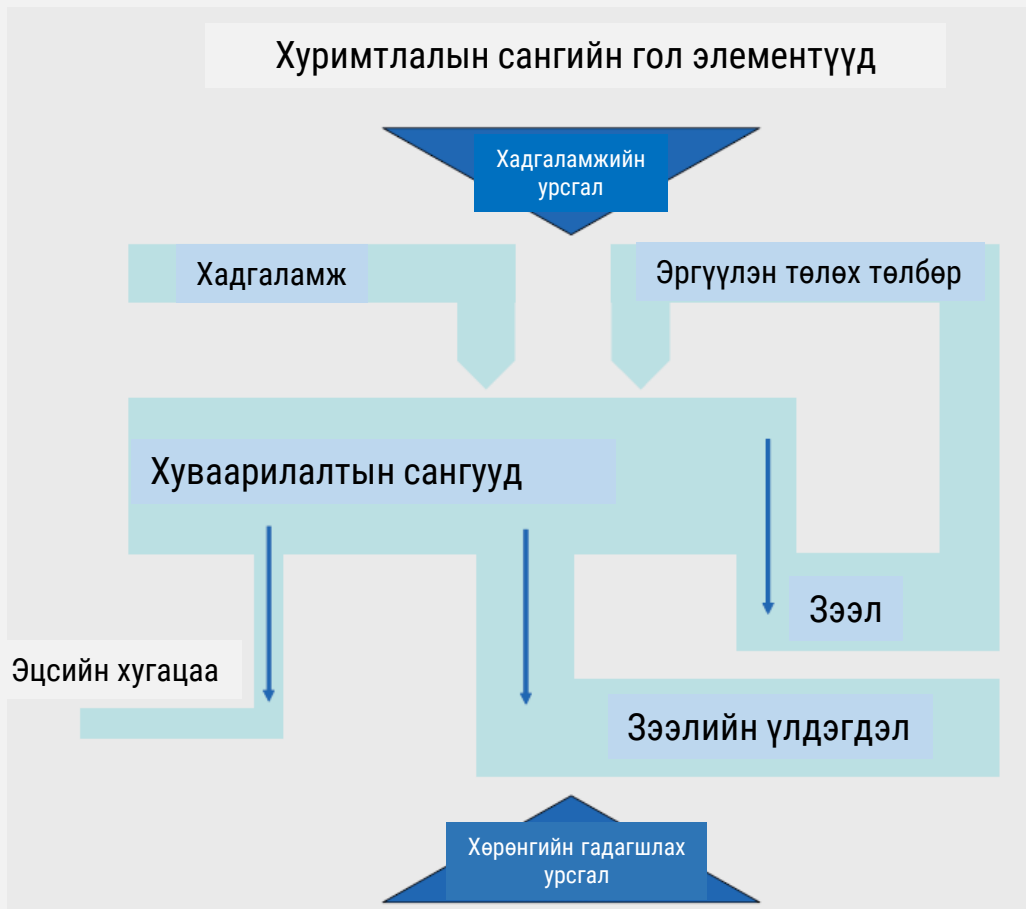 Хуримтлалын сангийн гол элементүүд
Хадгаламжийн
урсгал
Хадгаламж
Эргүүлэн төлөх төлбөр
Хуваарилалтын сангууд
Зээл
Эцсийн хугацаа
Зээлийн үлдэгдэл
Хөрөнгийн гадагшлах
урсгал